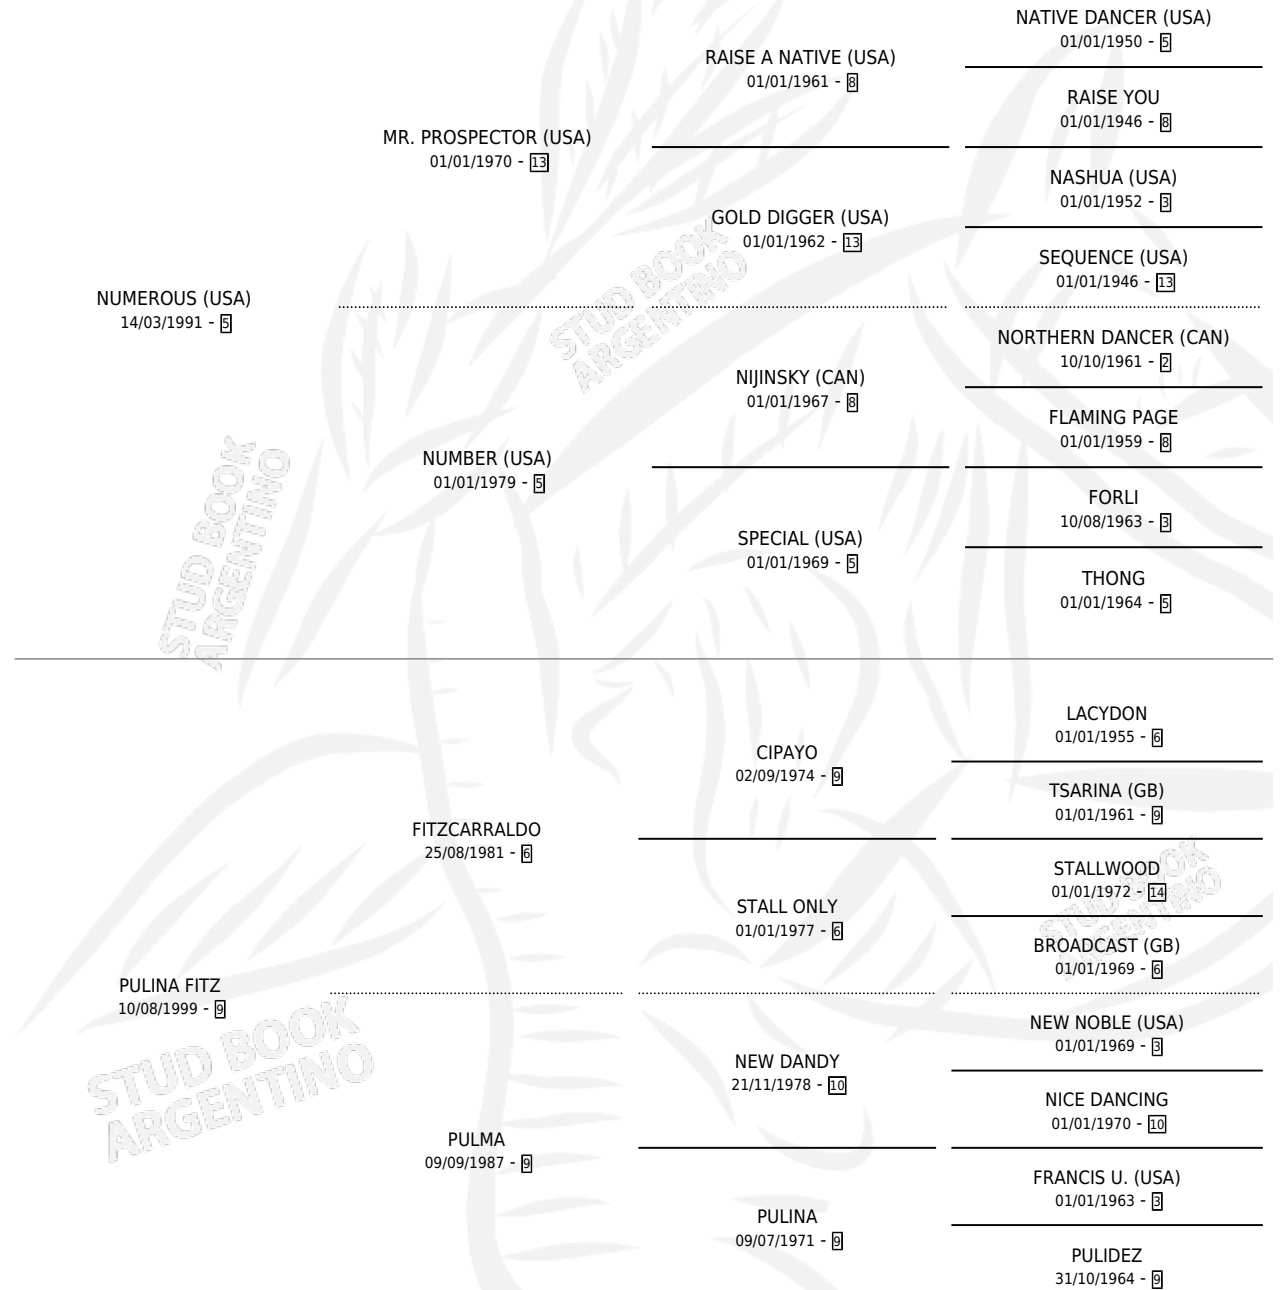 NATIVE DANCER (USA)
01/01/1950 - 5
RAISE A NATIVE (USA)
01/01/1961 - 8
RAISE YOU
01/01/1946 - 8
MR. PROSPECTOR (USA)
01/01/1970 - 13
NASHUA (USA)
01/01/1952 - 3
GOLD DIGGER (USA)
01/01/1962 - 13
SEQUENCE (USA)
01/01/1946 - 13
NUMEROUS (USA)
14/03/1991 - 5
STUD BOOK
ARGENTINO
NORTHERN DANCER (CAN)
10/10/1961 - 2
NIJINSKY (CAN)
01/01/1967 - 8
FLAMING PAGE
01/01/1959 - 8
NUMBER (USA)
01/01/1979 - 5
FORLI
10/08/1963 - 3
SPECIAL (USA)
01/01/1969 - 5
THONG
01/01/1964 - 5
STUD BOOK
ARGENTINO
LACYDON
01/01/1955 - 6
CIPAYO
02/09/1974 - 9
TSARINA (GB)
01/01/1961 - 9
FITZCARRALDO
25/08/1981 - 6
STALLWOOD
01/01/1972 - 14
STALL ONLY
01/01/1977 - 6
BROADCAST (GB)
01/01/1969 - 6
STUD BOOK
ARGENTINO
PULINA FITZ
10/08/1999 - 9
NEW NOBLE (USA)
01/01/1969 - 3
NEW DANDY
21/11/1978 - 10
NICE DANCING
01/01/1970 - 10
STUD BOOK
ARGENTINO
PULMA
09/09/1987 - 9
FRANCIS U. (USA)
01/01/1963 - 3
PULINA
09/07/1971 - 9
PULIDEZ
31/10/1964 - 9